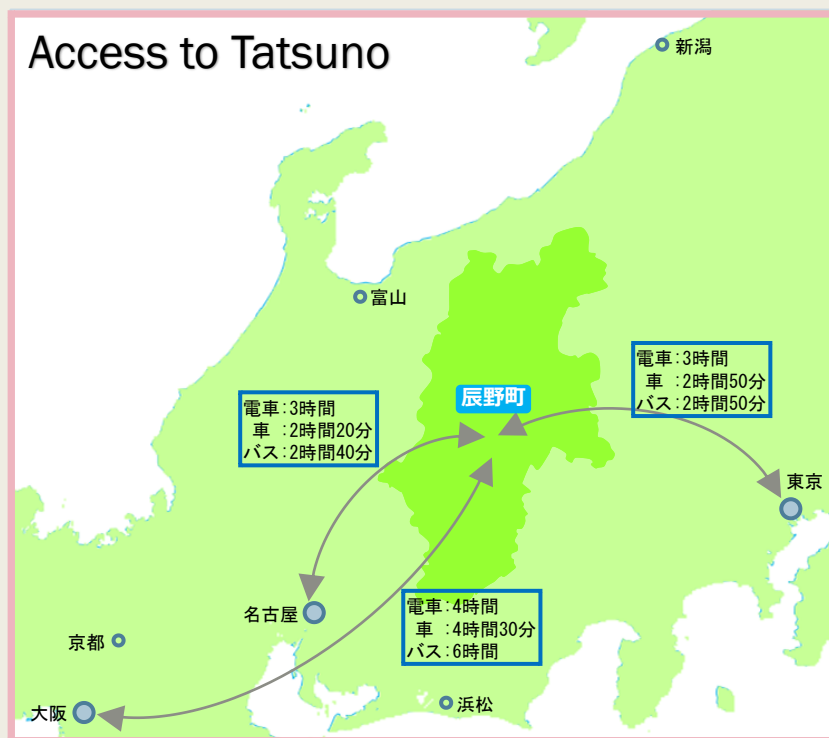 Access to Tatsuno
新潟
富山
電車:3時間
車 :2時間50分
バス:2時間50分
辰野町
電車:3時間
車 :2時間20分
バス:2時間40分
東京
名古屋
電車:4時間
車 :4時間30分
バス:6時間
京都
大阪
浜松